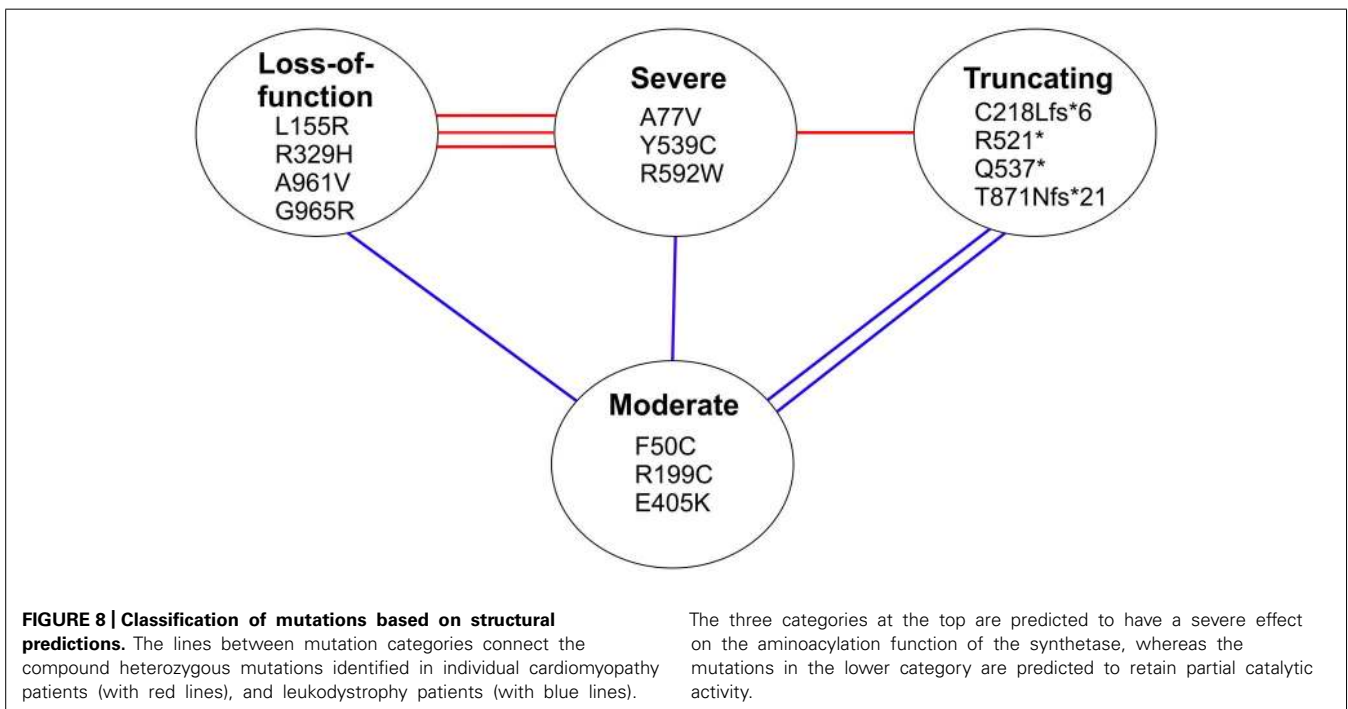 Loss-of-
function
L155R
R329H
A961V
G965R
Severe
A77V
Y539C
R592W
Truncating
C218Lfs*6
R521*
Q537*
T871Nfs*21
Moderate
F50C
R199C
E405K
FIGURE 8 | Classification of mutations based on structural
predictions. The lines between mutation categories connect the
compound heterozygous mutations identified in individual cardiomyopathy
patients (with red lines), and leukodystrophy patients (with blue lines).
The three categories at the top are predicted to have a severe effect
on the aminoacylation function of the synthetase, whereas the
mutations in the lower category are predicted to retain partial catalytic
activity.